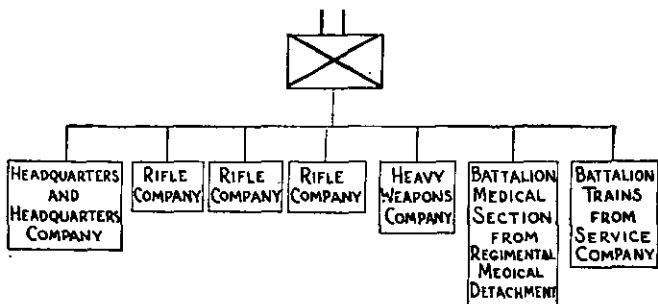 HEADQUARTERS
AND
HEADQUARTERS
COMPANY
RIFLE
COMPANY
RIFLE
COMPANY
RIFLE
COMPANY
HEAVY
WEAPONS
COMPANY
BATTALION
MEDICAL
SECTION
FROM
REGIMENTAL
MEDICAL
DETACHMENT
BATTALION
TRAINS
FROM
SERVICE
COMPANY